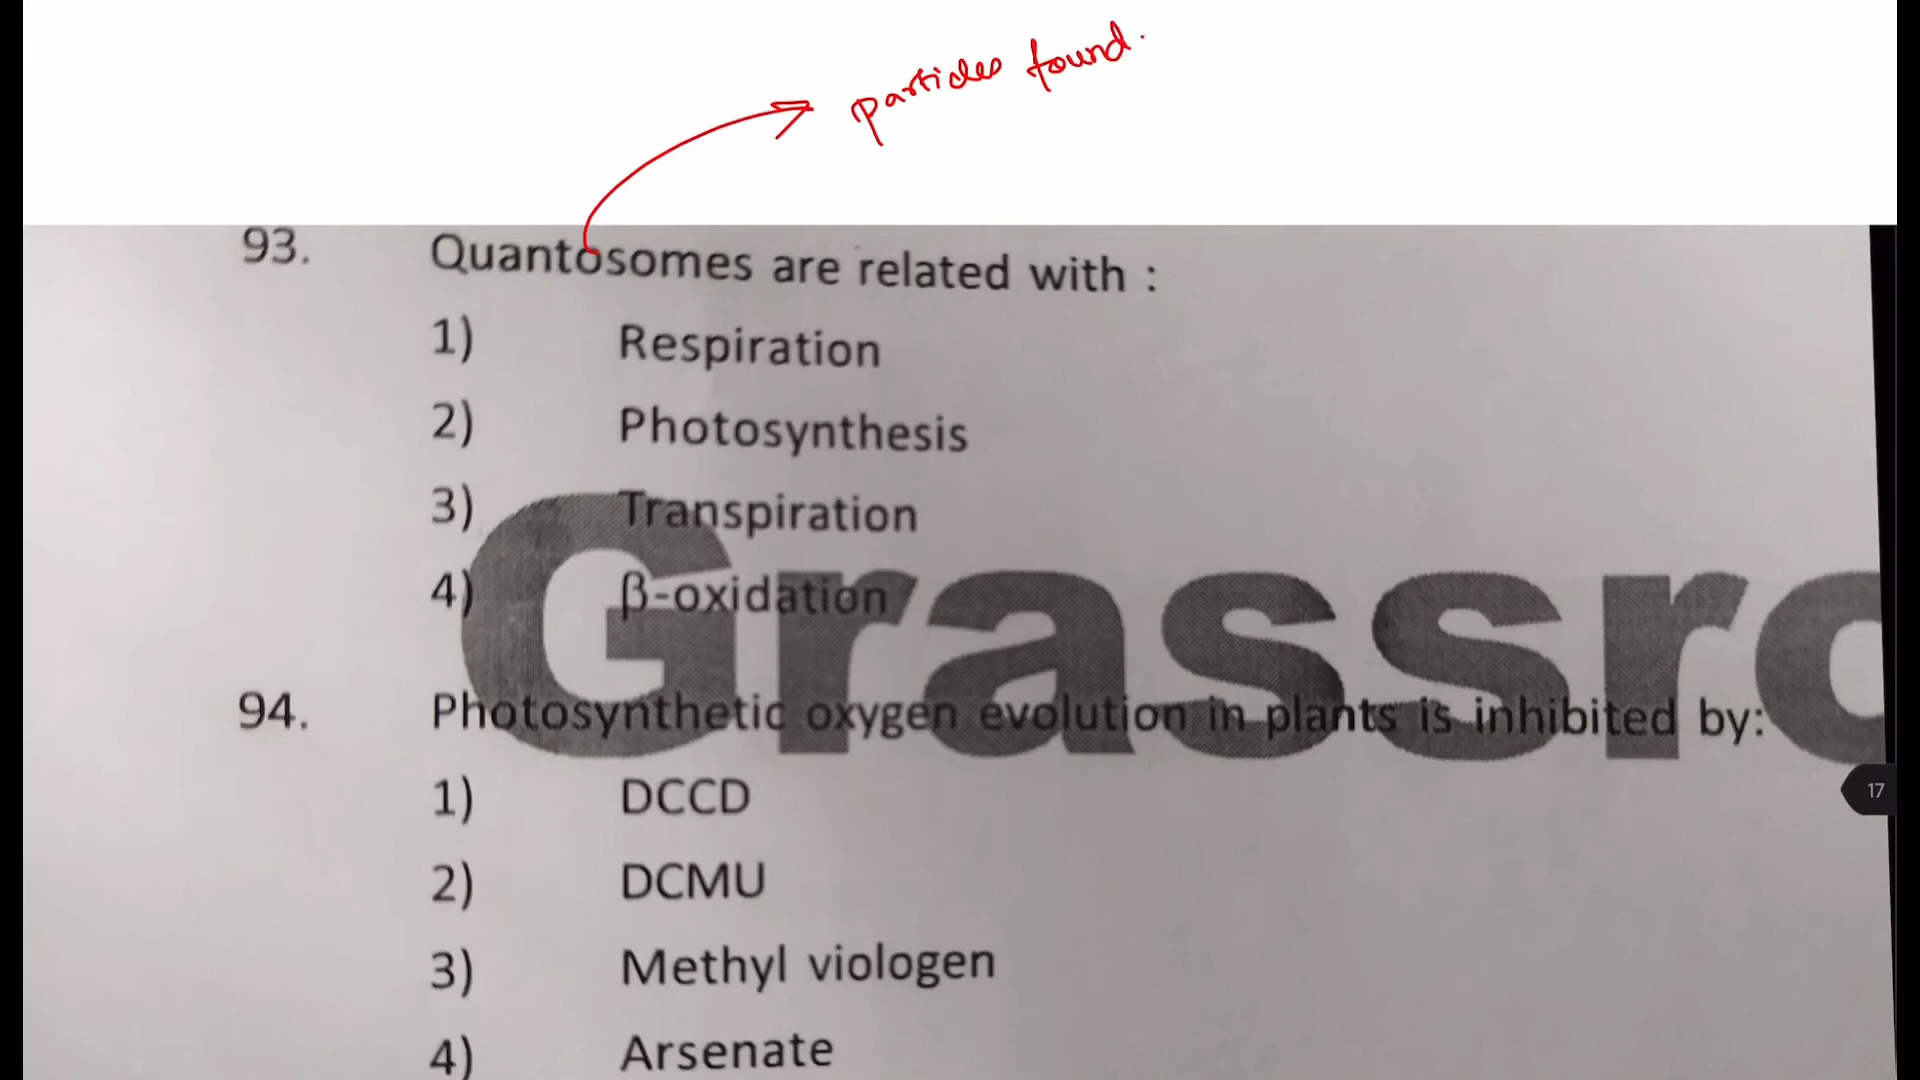 particles found.
93. Quantosomes are related with :
1) Respiration
2) Photosynthesis
3) Transpiration
4) β-oxidation
Grassro
94. Photosynthetic oxygen evolution in plants is inhibited by:
1) DCCD
17
2) DCMU
3) Methyl viologen
4) Arsenate